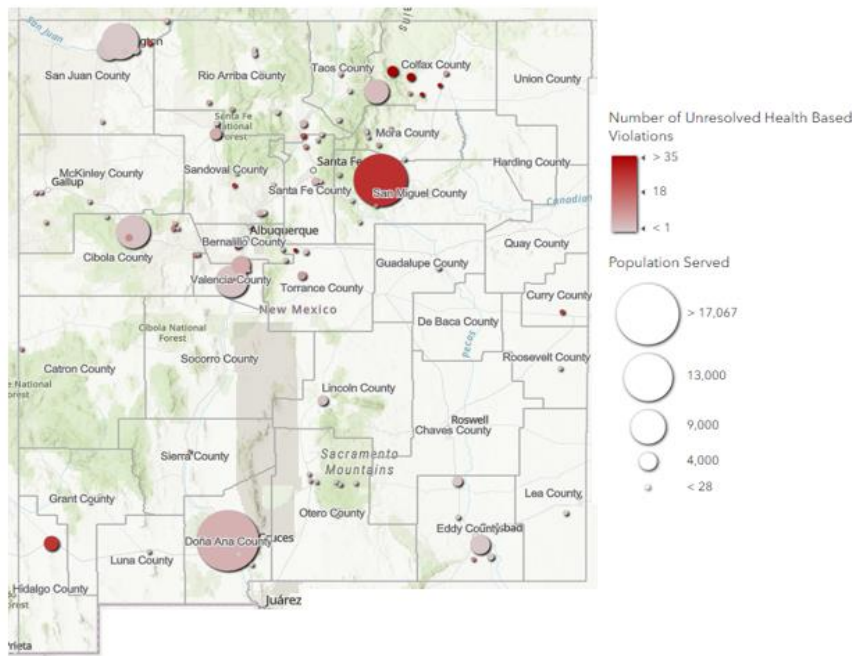 San Juan
San Juan County
Rio Arriba County
Taos County
Colfax County
Union County
Santa Fe
National
Forest
Mora County
Harding County
McKinley County
Gallup
Sandoval County
Santa Fe
Santa Fe County
San Miguel County
Canadian
Albuquerque
Bernalillo County
Quay County
Cibola County
Guadalupe County
Valencia County
Torrance County
Curry County
New Mexico
De Baca County
Cibola National
Forest
Pecos
Socorro County
Roosevelt County
Catron County
National
Forest
Lincoln County
Roswell
Chaves County
Sierra County
Sacramento
Mountains
Grant County
Lea County
Otero County
Eddy County
Doña Ana County
Luna County
Hidalgo County
Juárez
Number of Unresolved Health Based
Violations
> 35
18
< 1
Population Served
> 17,067
13,000
9,000
4,000
< 28